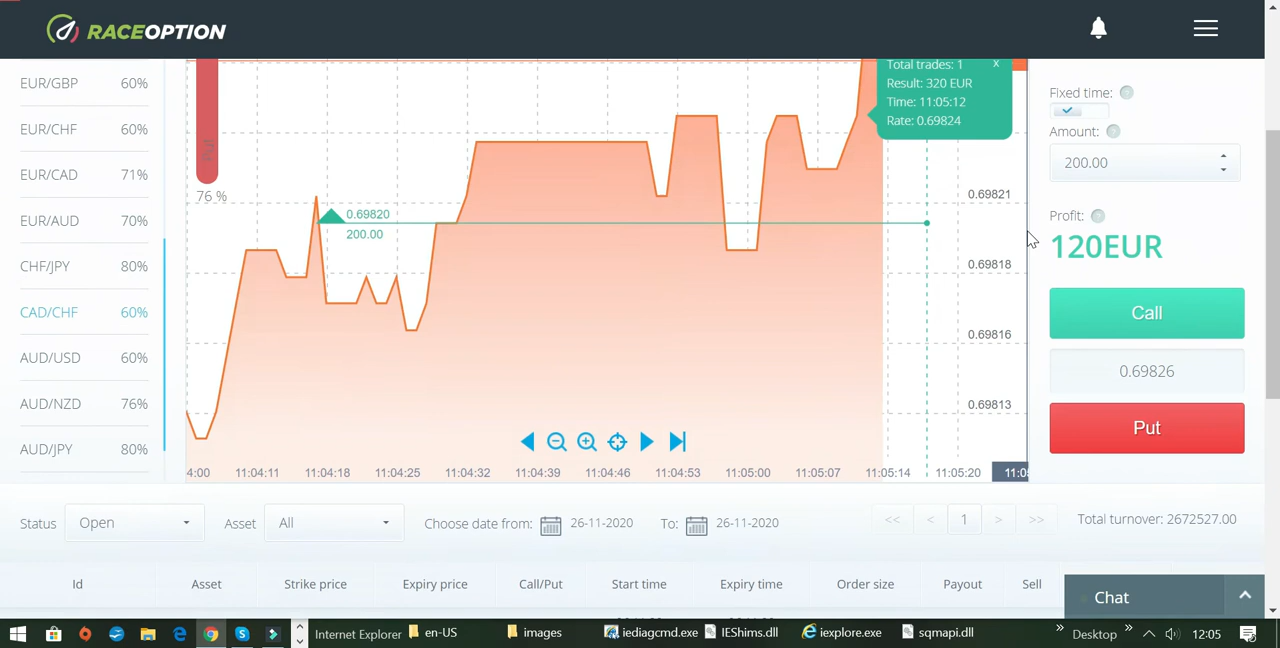 RACEOPTION
EUR/GBP 60%
EUR/CHF 60%
EUR/CAD 71%
EUR/AUD 70%
CHF/JPY 80%
CAD/CHF 60%
AUD/USD 60%
AUD/NZD 76%
AUD/JPY 80%
76 %
Total trades: 1 x
Result: 320 EUR
Time: 11:05:12
Rate: 0.69824
0.69820
200.00
0.69821
0.69818
0.69816
0.69813
4:00 11:04:11 11:04:18 11:04:25 11:04:32 11:04:39 11:04:46 11:04:53 11:05:00 11:05:07 11:05:14 11:05:20 11:05
Fixed time: ?
Amount: ?
200.00
Profit: ?
120EUR
Call
0.69826
Put
Status Open Asset All Choose date from: 26-11-2020 To: 26-11-2020 << < 1 > >> Total turnover: 2672527.00
Id Asset Strike price Expiry price Call/Put Start time Expiry time Order size Payout Sell
Chat
Internet Explorer en-US images iediagcmd.exe IEShims.dll iexplore.exe sqmapi.dll » Desktop » 12:05